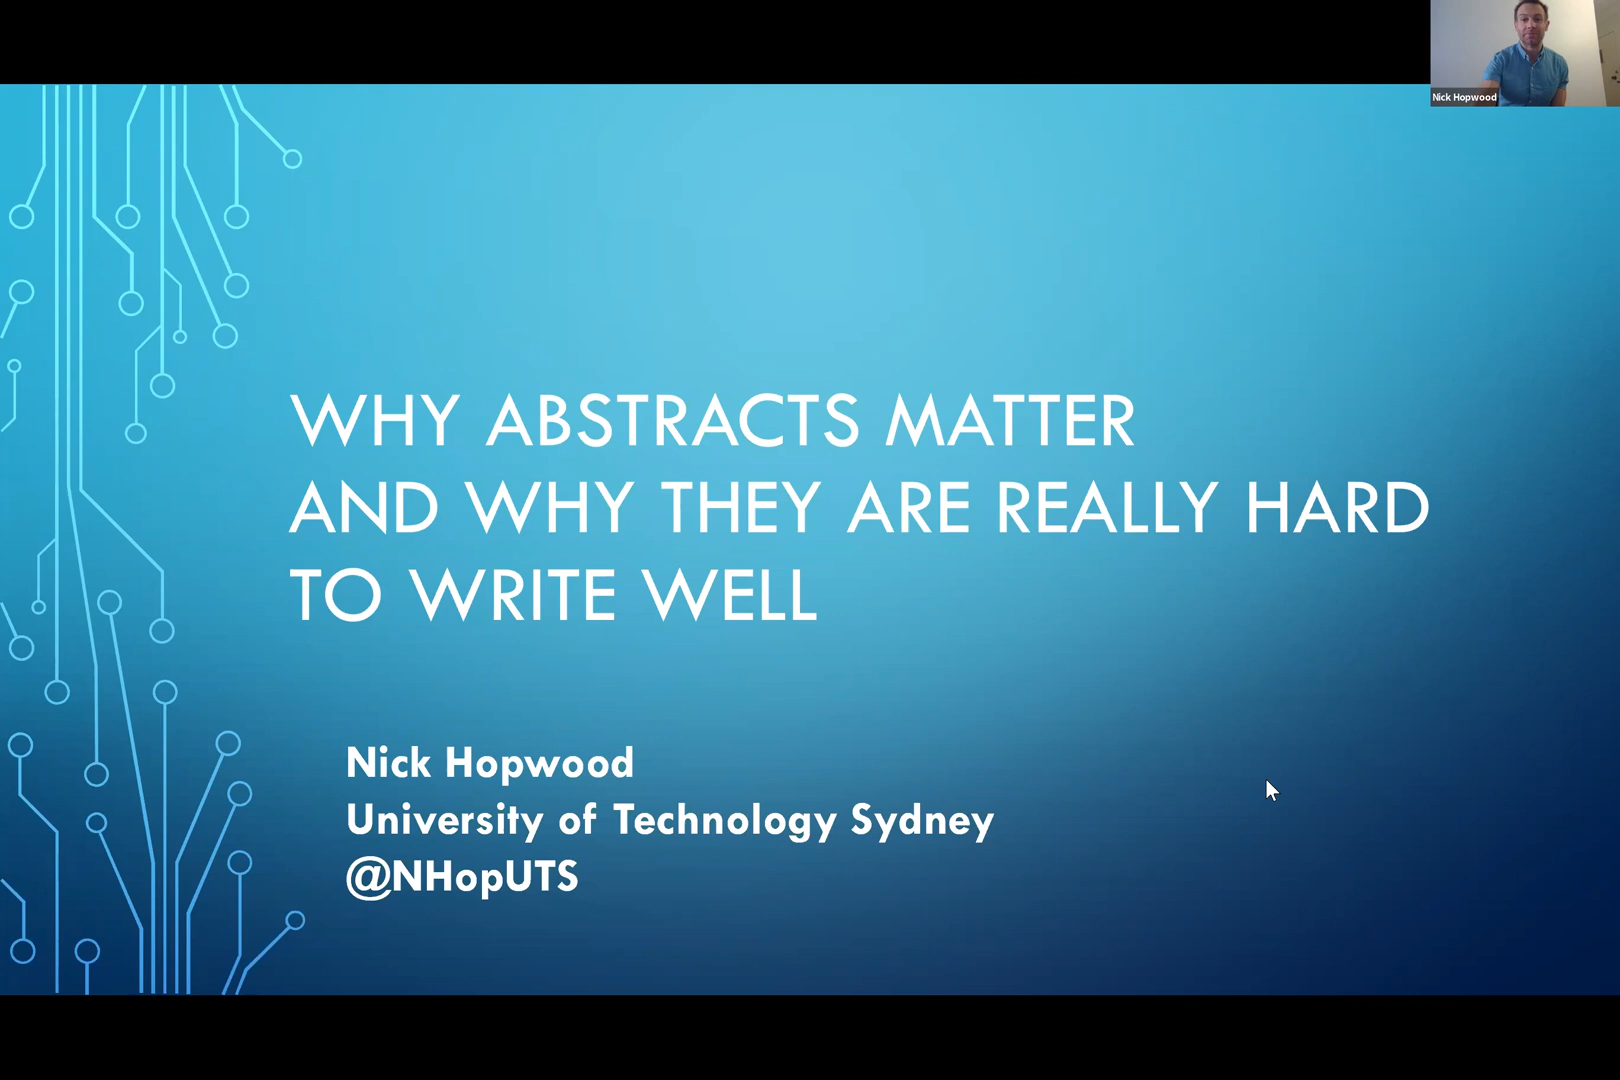 Nick Hopwood
WHY ABSTRACTS MATTER
AND WHY THEY ARE REALLY HARD
TO WRITE WELL
Nick Hopwood
University of Technology Sydney
@NHopUTS